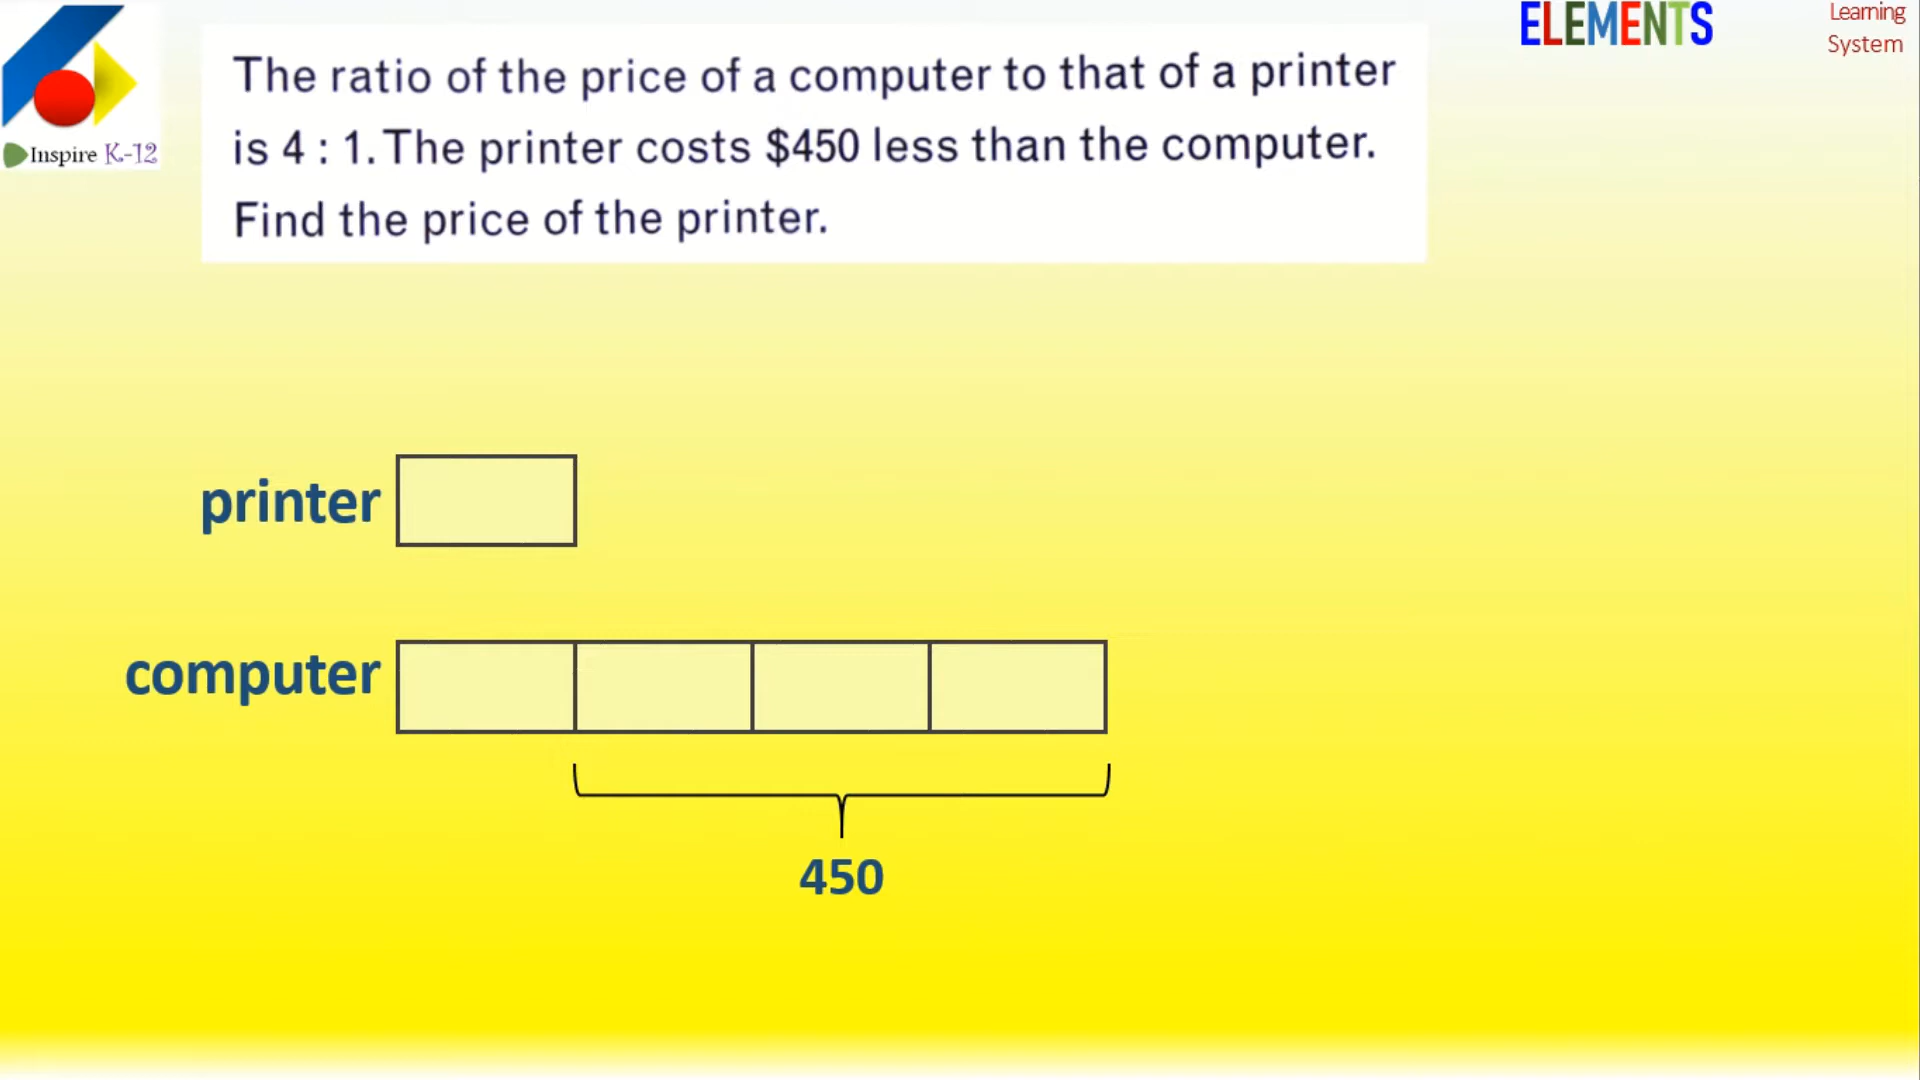 ELEMENTS
Learning
System
Inspire K-12
The ratio of the price of a computer to that of a printer
is 4 : 1. The printer costs $450 less than the computer.
Find the price of the printer.
printer
computer
450